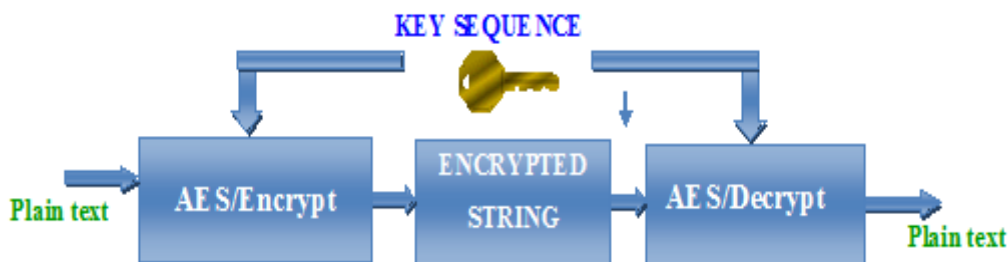 KEY SEQUENCE
Plain text
AES/Encrypt
ENCRYPTED
STRING
AES/Decrypt
Plain text